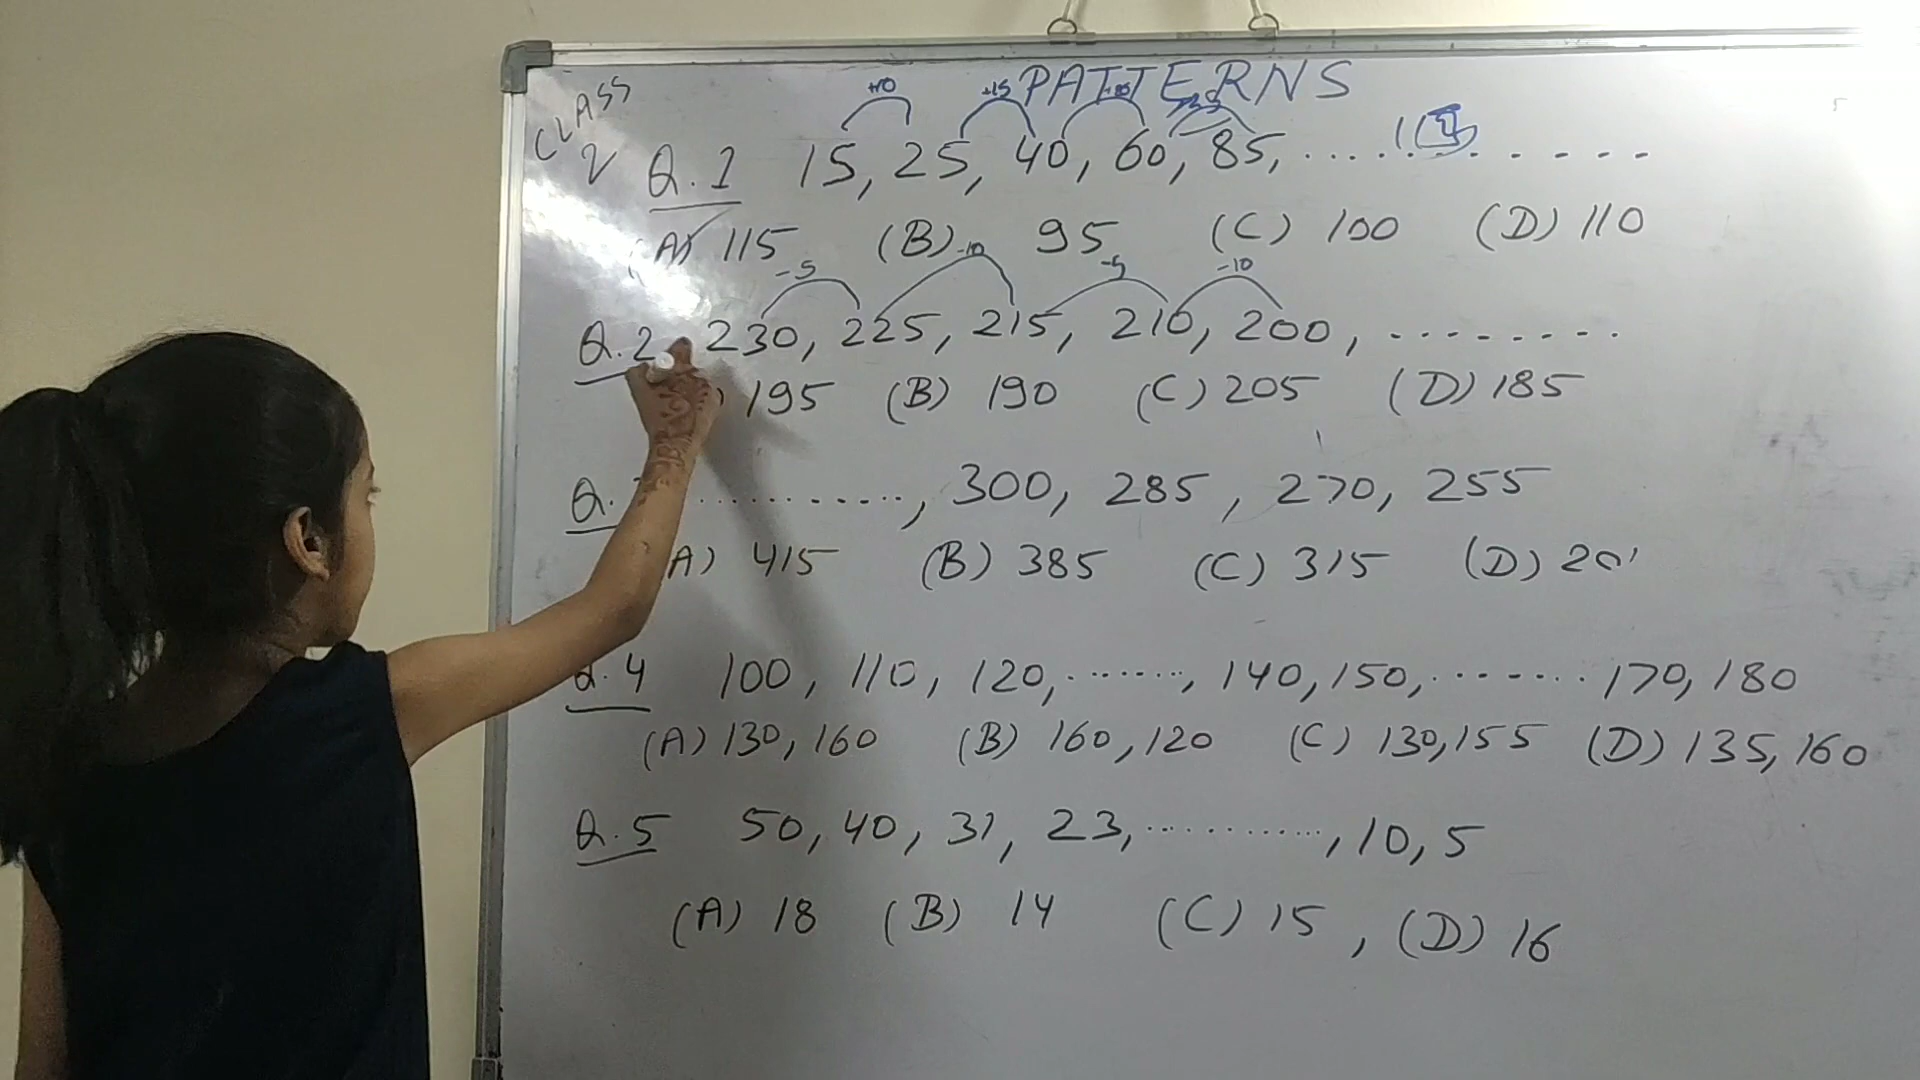 PATTERNS
CLASS
V
+10 +15
Q.1 15, 25, 40, 60, 85, ..............
(A) 115 (B) 95 (C) 100 (D) 110
-5 -10 -5 -10
Q.2 230, 225, 215, 210, 200, .........
195 (B) 190 (C) 205 (D) 185
Q. ............, 300, 285, 270, 255
A) 415 (B) 385 (C) 315 (D)
Q.4 100, 110, 120, ......., 140, 150, ........ 170, 180
(A) 130, 160 (B) 160, 120 (C) 130, 155 (D) 135, 160
Q.5 50, 40, 31, 23, ............, 10, 5
(A) 18 (B) 14 (C) 15, (D) 16